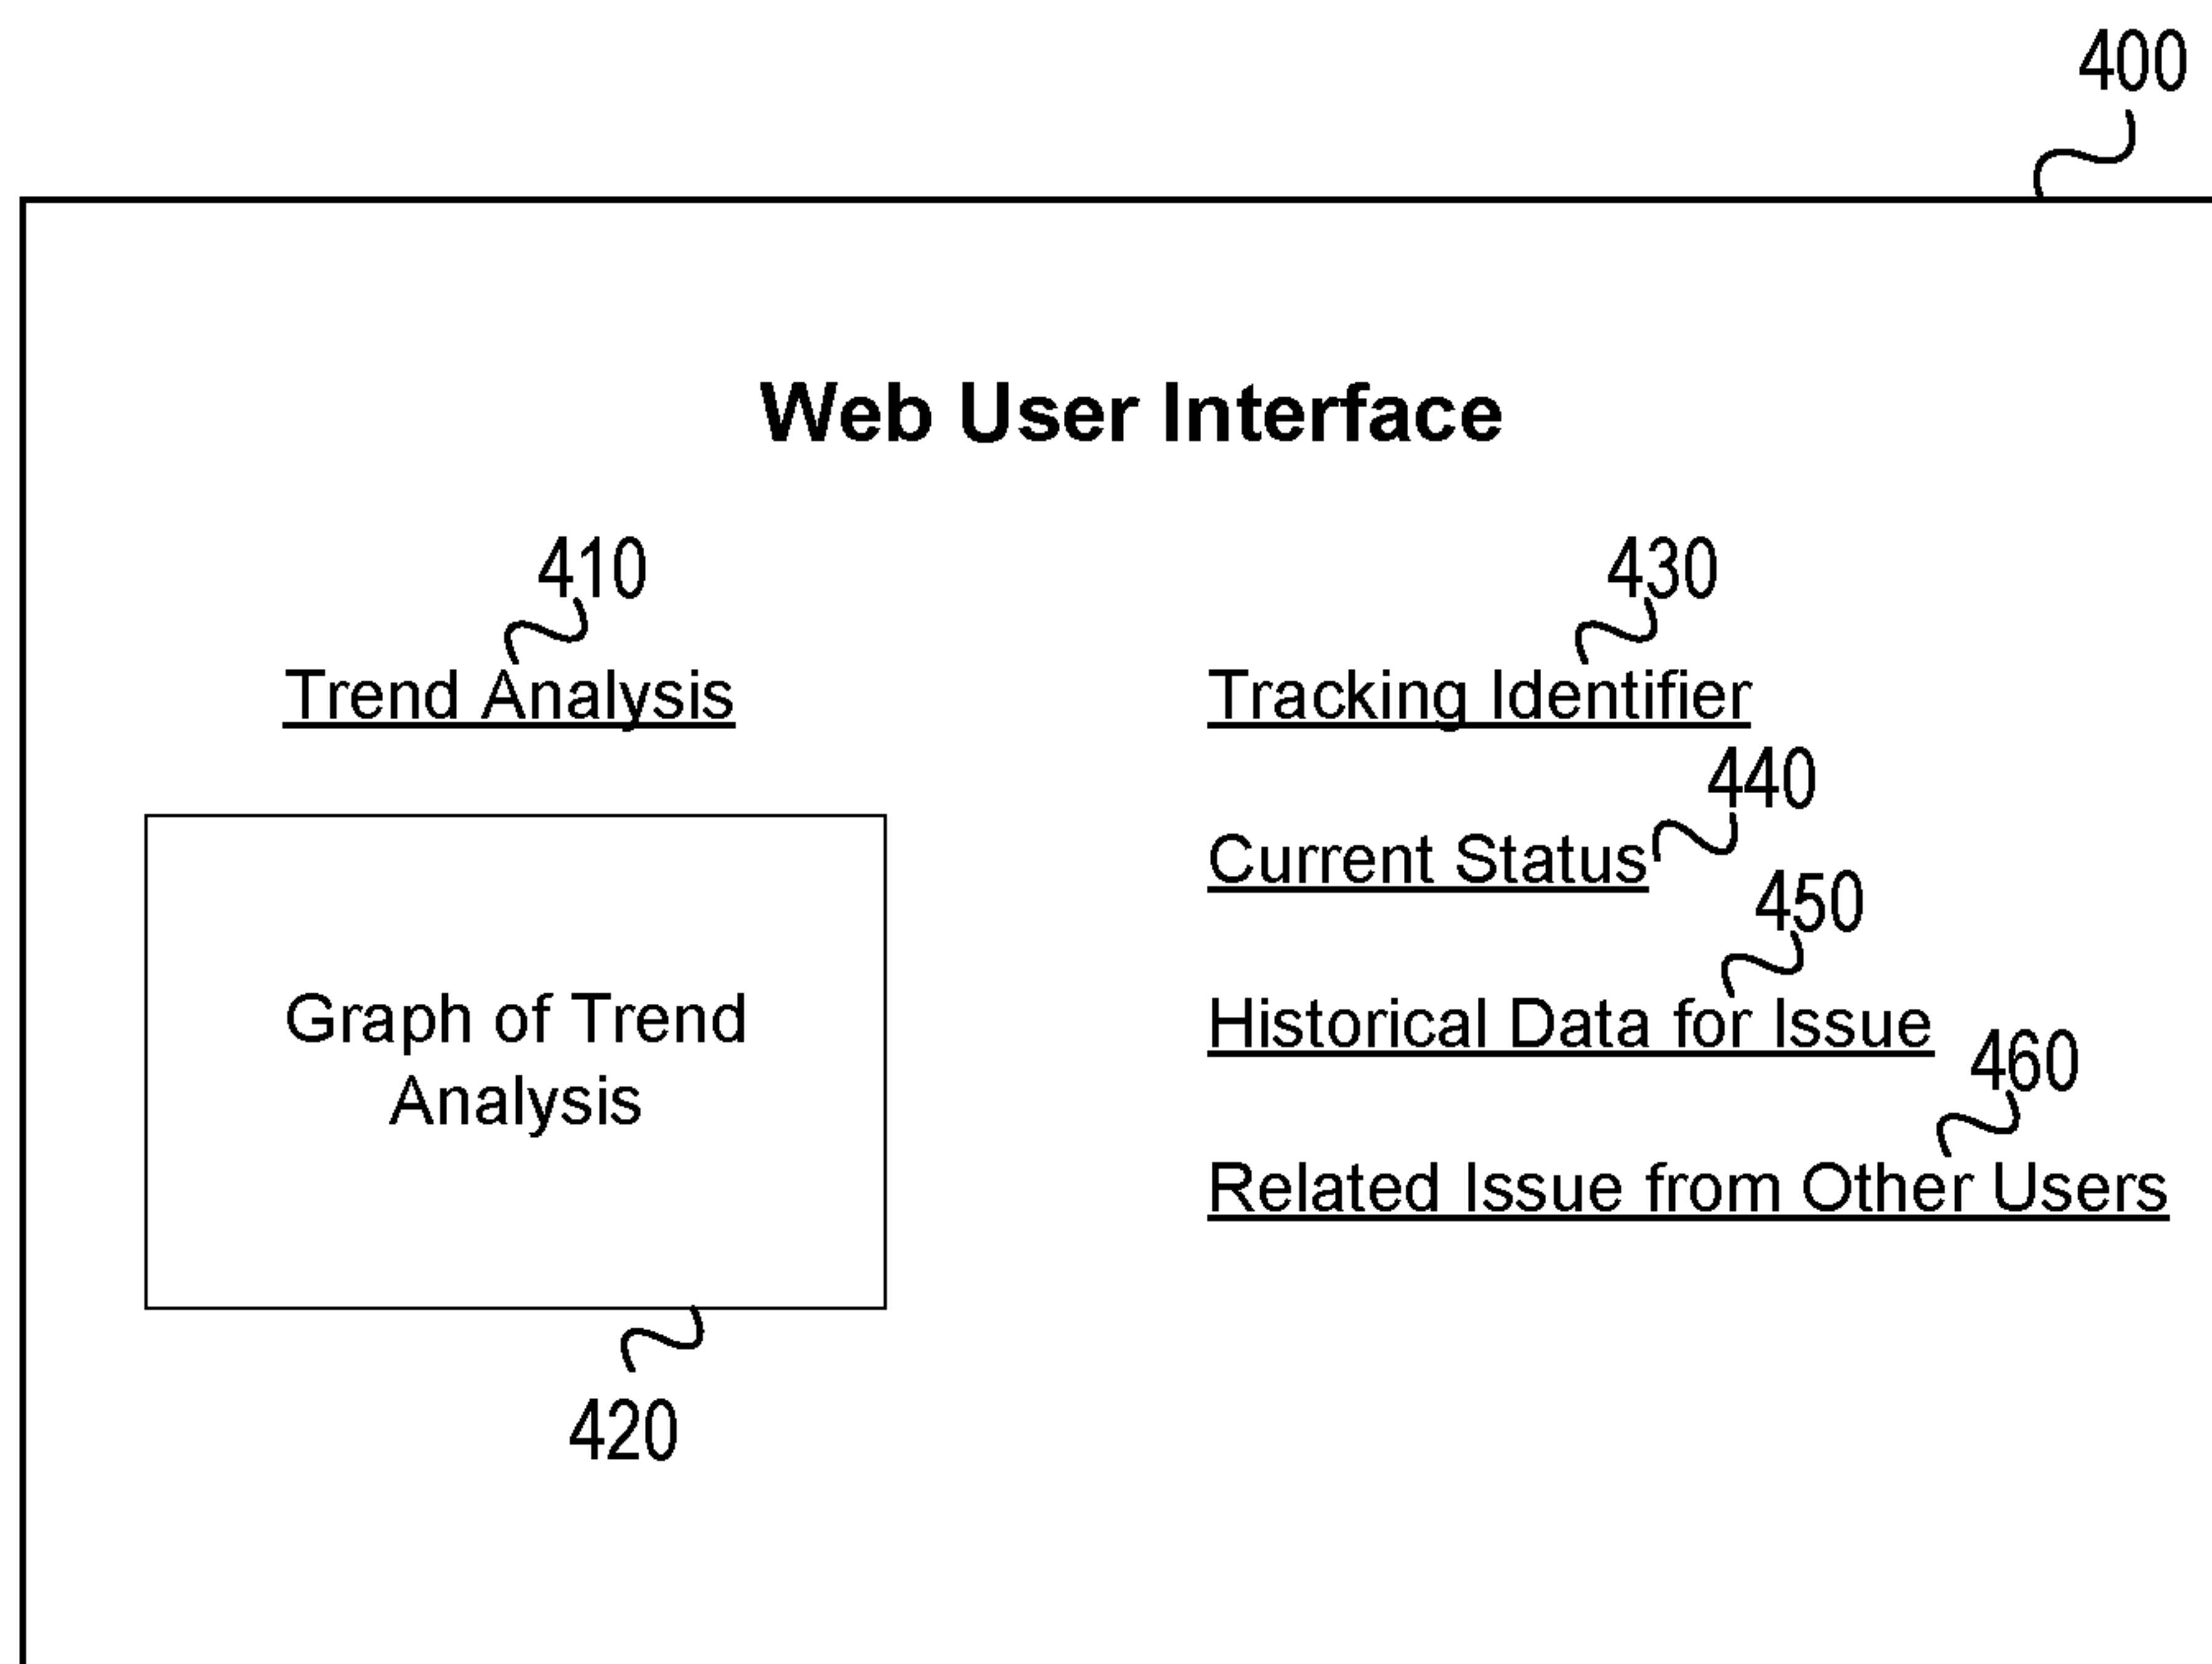 400
Web User Interface
410
Trend Analysis
Graph of Trend
Analysis
420
430
Tracking Identifier
440
Current Status
450
Historical Data for Issue
460
Related Issue from Other Users